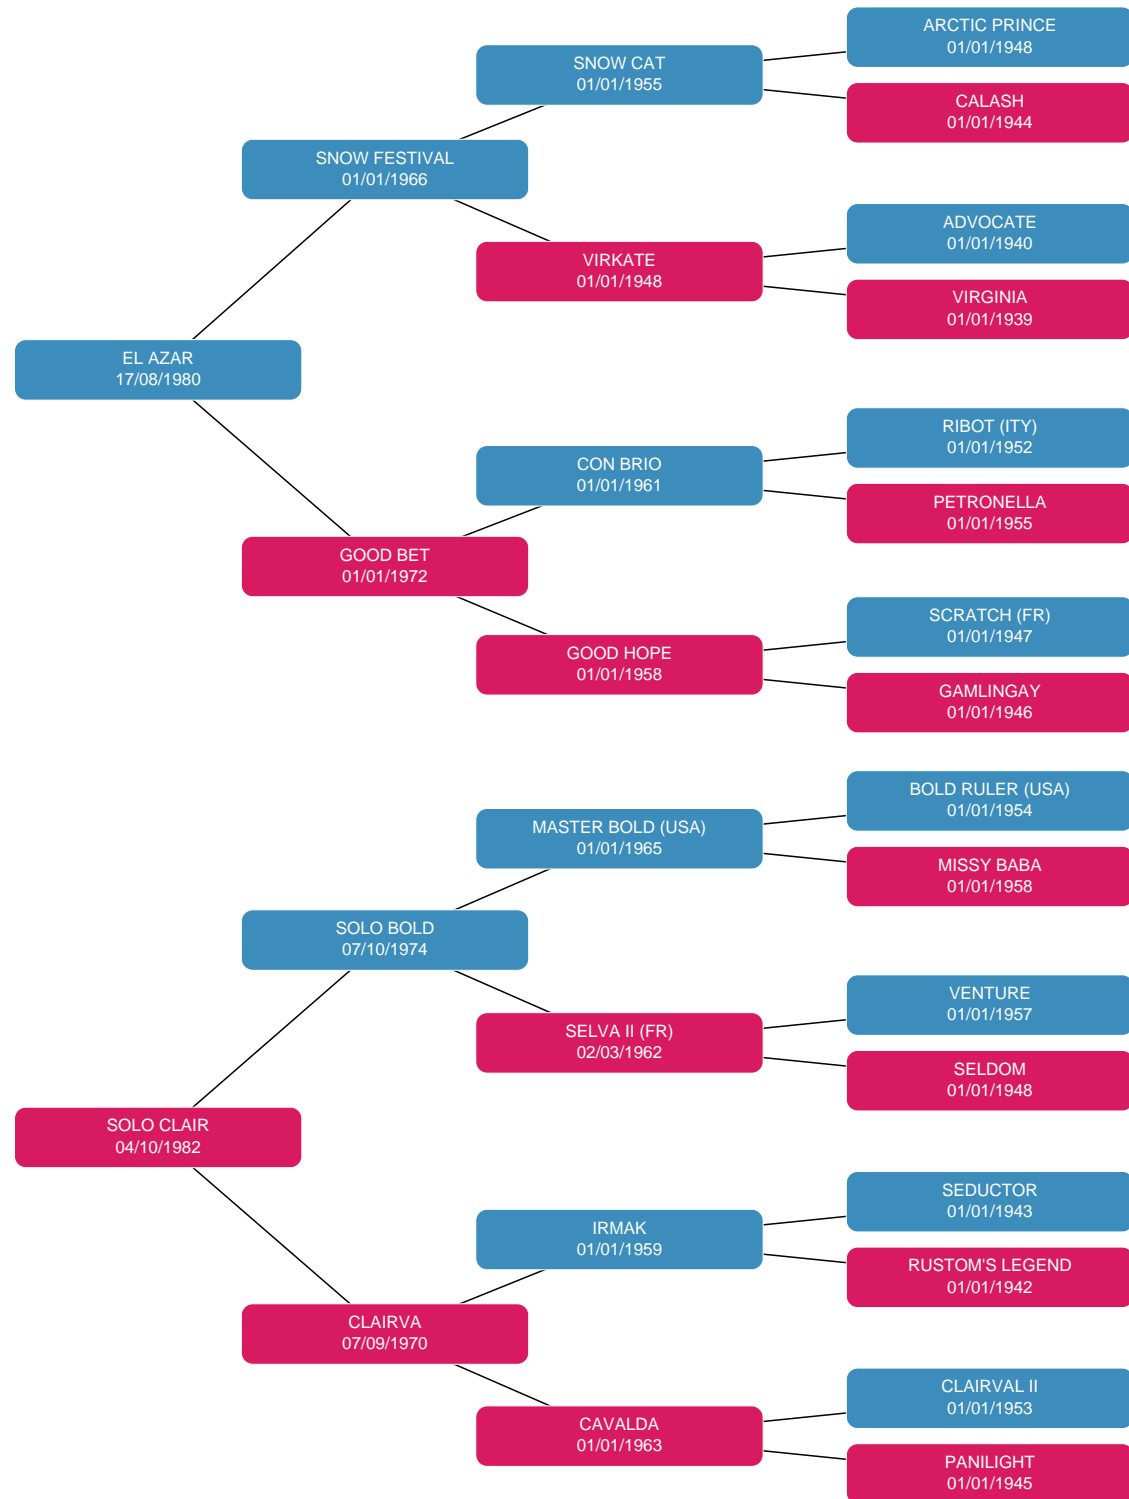 ARCTIC PRINCE
01/01/1948
SNOW CAT
01/01/1955
CALASH
01/01/1944
SNOW FESTIVAL
01/01/1966
ADVOCATE
01/01/1940
VIRKATE
01/01/1948
VIRGINIA
01/01/1939
EL AZAR
17/08/1980
RIBOT (ITY)
01/01/1952
CON BRIO
01/01/1961
PETRONELLA
01/01/1955
GOOD BET
01/01/1972
SCRATCH (FR)
01/01/1947
GOOD HOPE
01/01/1958
GAMLINGAY
01/01/1946
BOLD RULER (USA)
01/01/1954
MASTER BOLD (USA)
01/01/1965
MISSY BABA
01/01/1958
SOLO BOLD
07/10/1974
VENTURE
01/01/1957
SELVA II (FR)
02/03/1962
SELDOM
01/01/1948
SOLO CLAIR
04/10/1982
SEDUCTOR
01/01/1943
IRMAK
01/01/1959
RUSTOM'S LEGEND
01/01/1942
CLAIRVA
07/09/1970
CLAIRVAL II
01/01/1953
CAVALDA
01/01/1963
PANILIGHT
01/01/1945